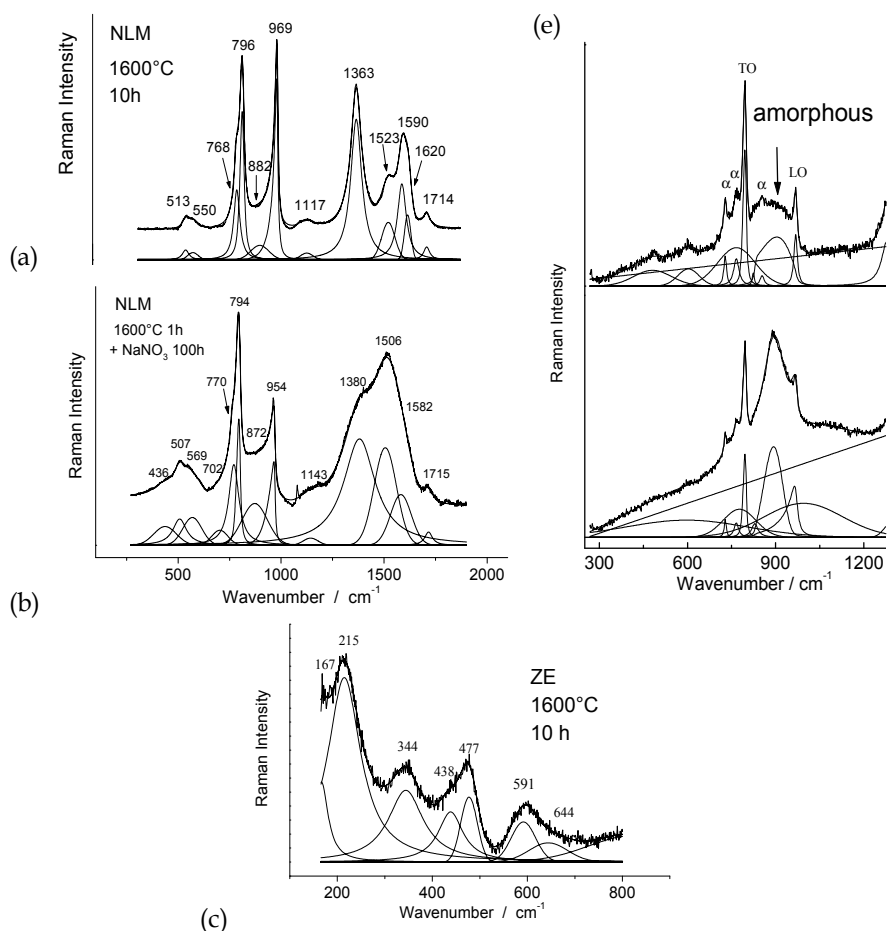 (a)
NLM
1600°C
10h
796
969
1363
768
882
1523
1590
1620
513
550
1117
1714
Raman Intensity
(b)
NLM
1600°C 1h
+ NaNO3 100h
794
954
1506
1380
770
1582
507
569
436
702
872
1143
1715
Raman Intensity
500
1000
1500
2000
Wavenumber / cm-1
(e)
TO
amorphous
α
α
α
LO
Raman Intensity
300
600
900
1200
Wavenumber / cm-1
(c)
167
215
ZE
1600°C
10 h
344
438
477
591
644
Raman Intensity
200
400
600
800
Wavenumber / cm-1